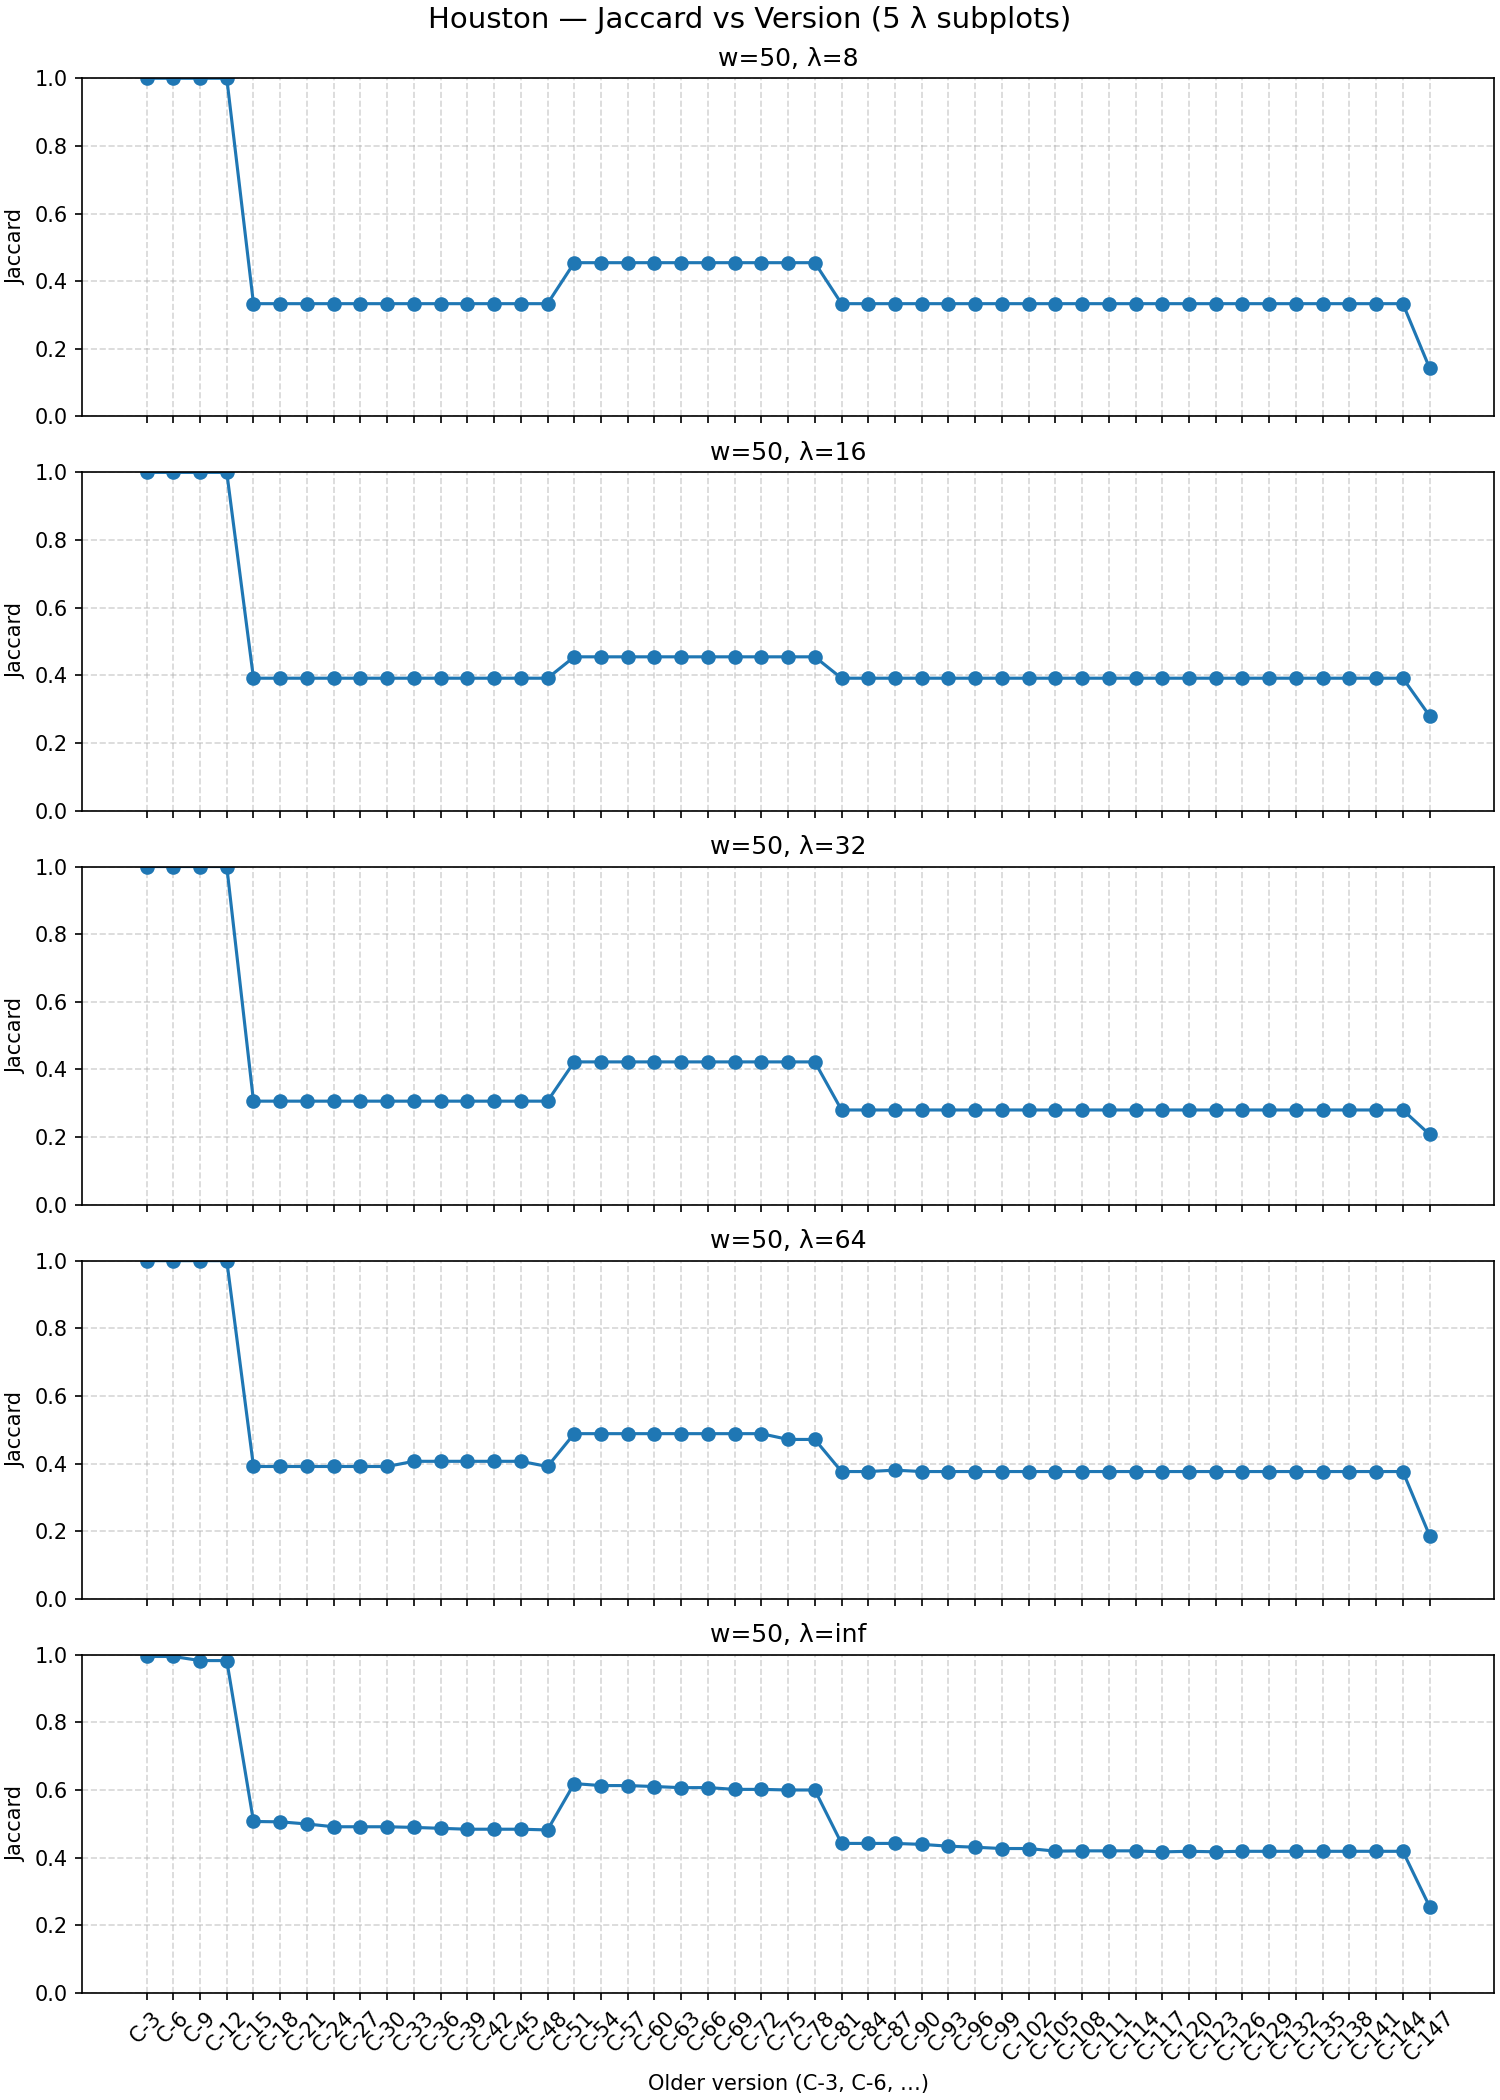 Houston — Jaccard vs Version (5 λ subplots)
w=50, λ=8
Jaccard
1.0
0.8
0.6
0.4
0.2
0.0
w=50, λ=16
Jaccard
1.0
0.8
0.6
0.4
0.2
0.0
w=50, λ=32
Jaccard
1.0
0.8
0.6
0.4
0.2
0.0
w=50, λ=64
Jaccard
1.0
0.8
0.6
0.4
0.2
0.0
w=50, λ=inf
Jaccard
1.0
0.8
0.6
0.4
0.2
0.0
C-3 C-6 C-9 C-12 C-15 C-18 C-21 C-24 C-27 C-30 C-33 C-36 C-39 C-42 C-45 C-48 C-51 C-54 C-57 C-60 C-63 C-66 C-69 C-72 C-75 C-78 C-81 C-84 C-87 C-90 C-93 C-96 C-99 C-102 C-105 C-108 C-111 C-114 C-117 C-120 C-123 C-126 C-129 C-132 C-135 C-138 C-141 C-144 C-147
Older version (C-3, C-6, ...)